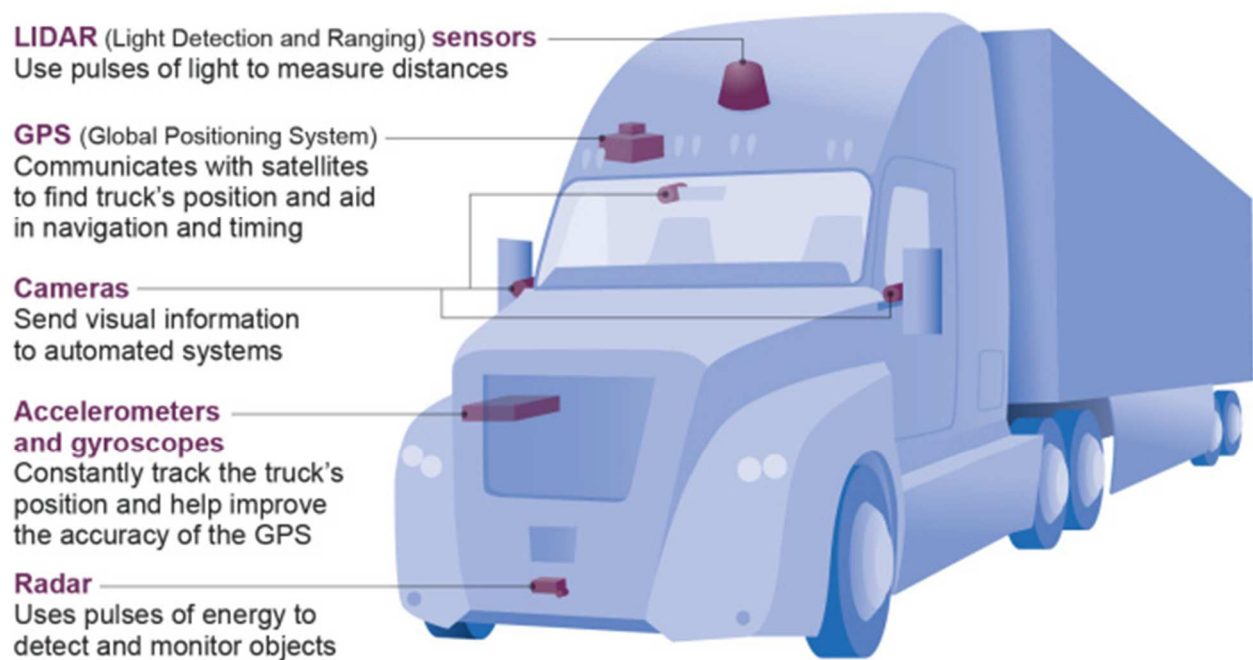 LIDAR (Light Detection and Ranging) sensors
Use pulses of light to measure distances
GPS (Global Positioning System)
Communicates with satellites
to find truck's position and aid
in navigation and timing
Cameras
Send visual information
to automated systems
Accelerometers
and gyroscopes
Constantly track the truck's
position and help improve
the accuracy of the GPS
Radar
Uses pulses of energy to
detect and monitor objects